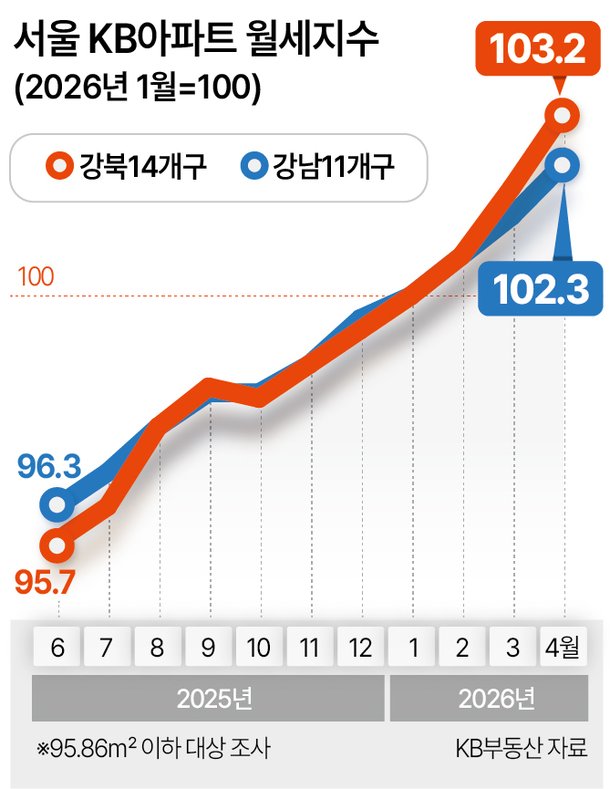 서울 KB아파트 월세지수
(2026년 1월=100)
103.2
강북14개구 강남11개구
100
102.3
96.3
95.7
6 7 8 9 10 11 12 1 2 3 4월
2025년 2026년
※95.86m² 이하 대상 조사 KB부동산 자료